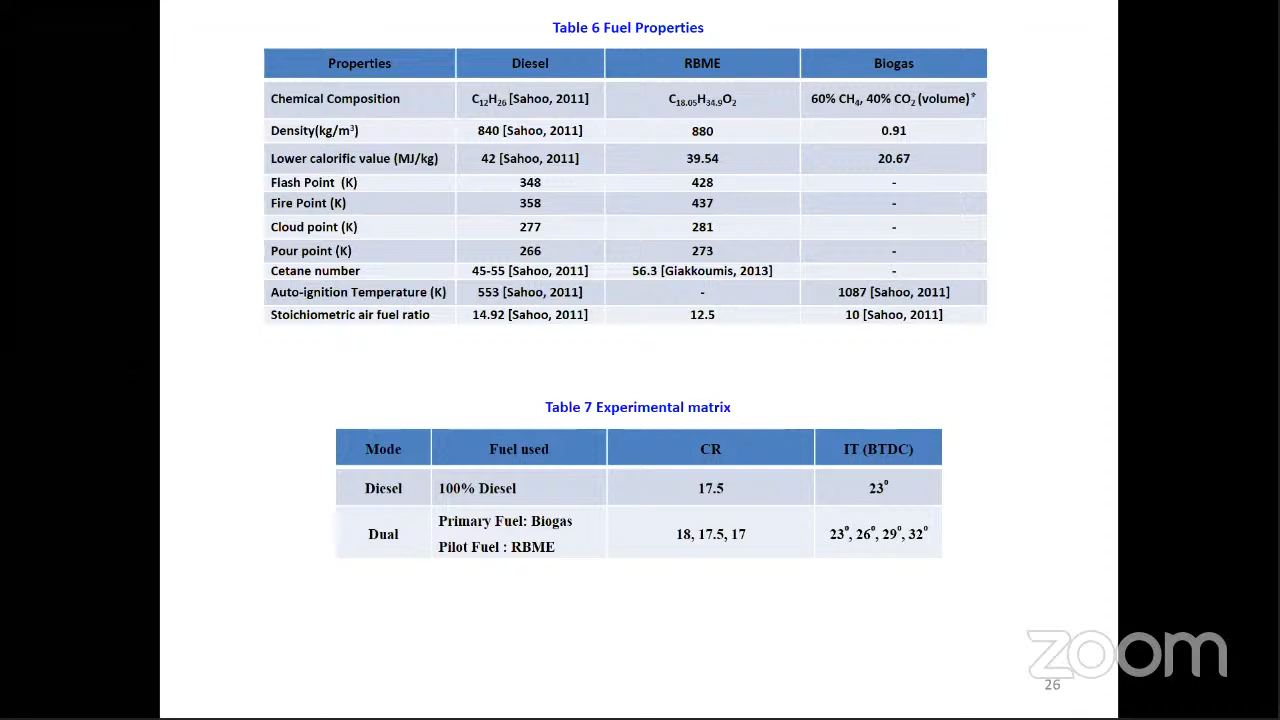 Table 6 Fuel Properties
Properties Diesel RBME Biogas
Chemical Composition C₁₂H₂₆ [Sahoo, 2011] C₁₈.₀₅H₃₄.₉O₂ 60% CH₄, 40% CO₂ (volume)*
Density(kg/m³) 840 [Sahoo, 2011] 880 0.91
Lower calorific value (MJ/kg) 42 [Sahoo, 2011] 39.54 20.67
Flash Point (K) 348 428 -
Fire Point (K) 358 437 -
Cloud point (K) 277 281 -
Pour point (K) 266 273 -
Cetane number 45-55 [Sahoo, 2011] 56.3 [Giakkoumis, 2013] -
Auto-ignition Temperature (K) 553 [Sahoo, 2011] - 1087 [Sahoo, 2011]
Stoichiometric air fuel ratio 14.92 [Sahoo, 2011] 12.5 10 [Sahoo, 2011]
Table 7 Experimental matrix
Mode Fuel used CR IT (BTDC)
Diesel 100% Diesel 17.5 23°
Dual Primary Fuel: Biogas 18, 17.5, 17 23°, 26°, 29°, 32°
Pilot Fuel : RBME
zoom
26